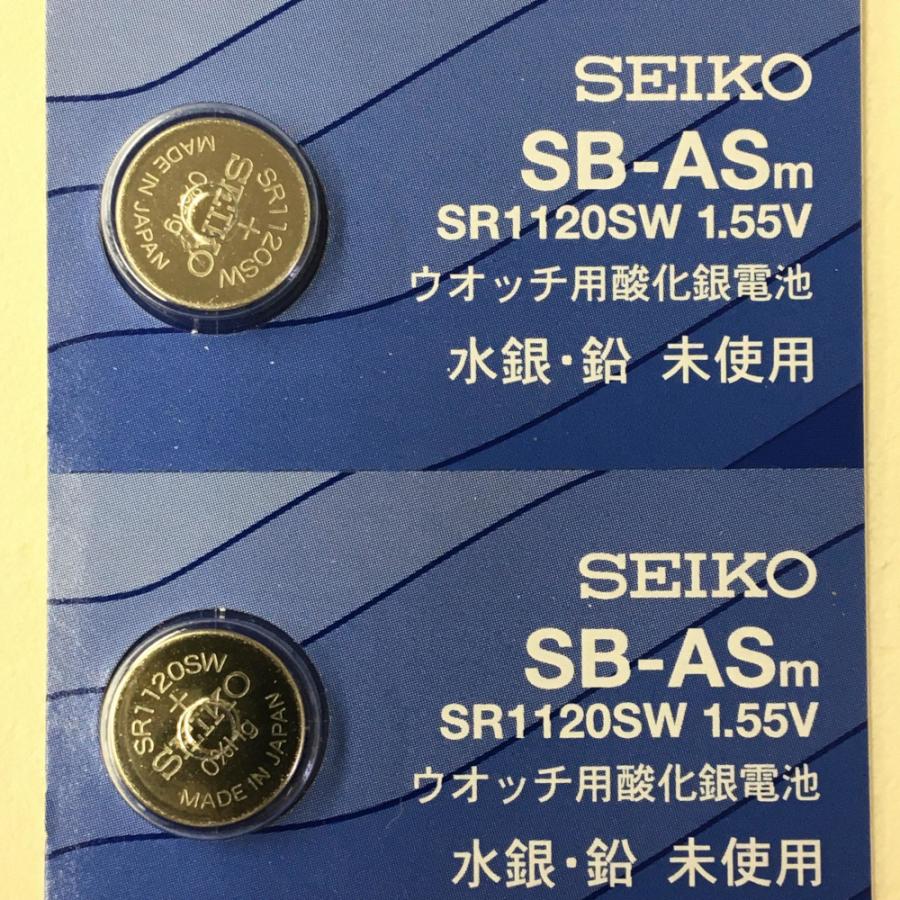 SEIKO
SB-ASm
SR1120SW 1.55V
ウオッチ用酸化銀電池
水銀・鉛 未使用
SR1120SW
+
SEIKO
0%Hg
MADE IN JAPAN
SEIKO
SB-ASm
SR1120SW 1.55V
ウオッチ用酸化銀電池
水銀・鉛 未使用
SR1120SW
+
SEIKO
0%Hg
MADE IN JAPAN